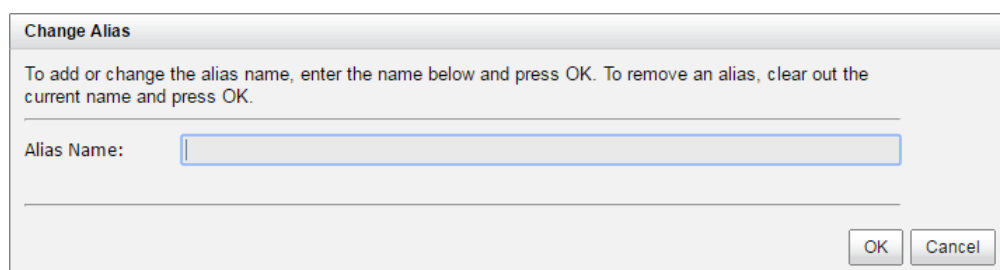 Change Alias
To add or change the alias name, enter the name below and press OK. To remove an alias, clear out the
current name and press OK.
Alias Name:
OK Cancel